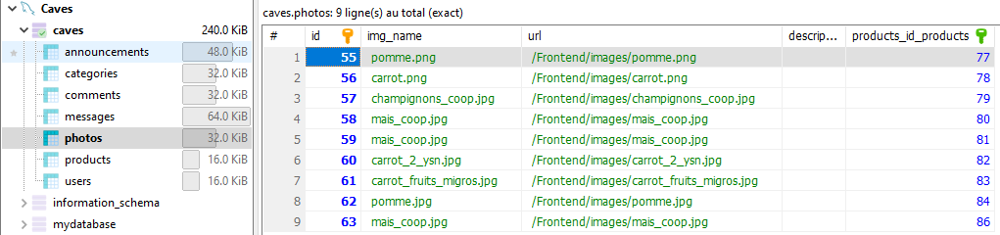 Caves
caves 240.0 KiB
announcements 48.0 KiB
categories 32.0 KiB
comments 32.0 KiB
messages 64.0 KiB
photos 32.0 KiB
products 16.0 KiB
users 16.0 KiB
information_schema
mydatabase
caves.photos: 9 ligne(s) au total (exact)
# id img_name url descrip... products_id_products
1 55 pomme.png /Frontend/images/pomme.png 77
2 56 carrot.png /Frontend/images/carrot.png 78
3 57 champignons_coop.jpg /Frontend/images/champignons_coop.jpg 79
4 58 mais_coop.jpg /Frontend/images/mais_coop.jpg 80
5 59 mais_coop.jpg /Frontend/images/mais_coop.jpg 81
6 60 carrot_2_ysn.jpg /Frontend/images/carrot_2_ysn.jpg 82
7 61 carrot_fruits_migros.jpg /Frontend/images/carrot_fruits_migros.jpg 83
8 62 pomme.jpg /Frontend/images/pomme.jpg 84
9 63 mais_coop.jpg /Frontend/images/mais_coop.jpg 86